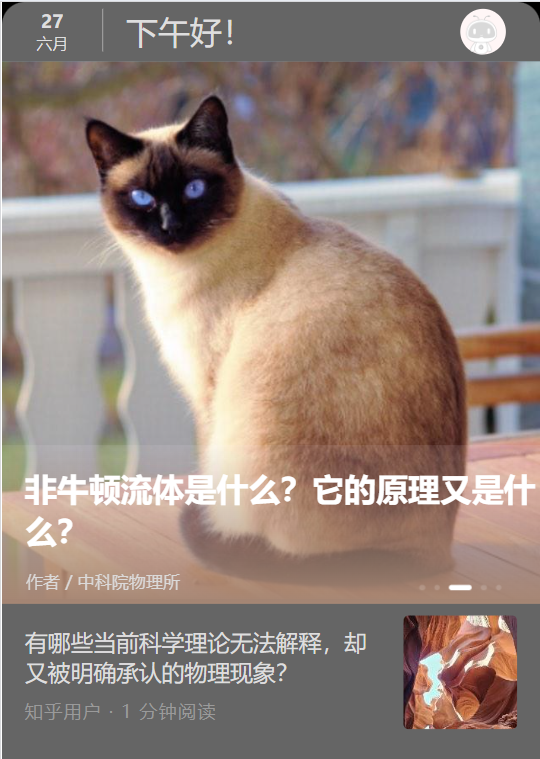 27
六月
下午好！
非牛顿流体是什么？它的原理又是什
么？
作者 / 中科院物理所
有哪些当前科学理论无法解释，却
又被明确承认的物理现象？
知乎用户 · 1 分钟阅读